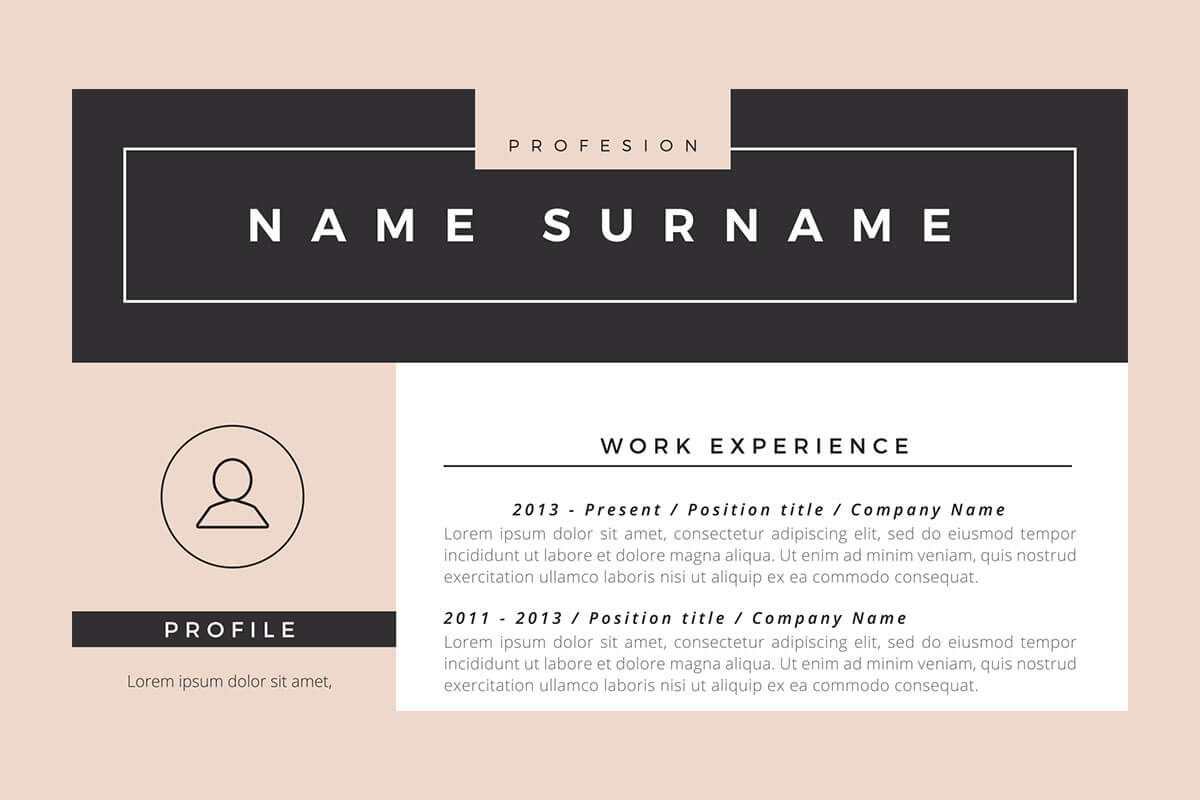 PROFESION
NAME SURNAME
PROFILE
Lorem ipsum dolor sit amet,
WORK EXPERIENCE
2013 - Present / Position title / Company Name
Lorem ipsum dolor sit amet, consectetur adipiscing elit, sed do eiusmod tempor
incididunt ut labore et dolore magna aliqua. Ut enim ad minim veniam, quis nostrud
exercitation ullamco laboris nisi ut aliquip ex ea commodo consequat.
2011 - 2013 / Position title / Company Name
Lorem ipsum dolor sit amet, consectetur adipiscing elit, sed do eiusmod tempor
incididunt ut labore et dolore magna aliqua. Ut enim ad minim veniam, quis nostrud
exercitation ullamco laboris nisi ut aliquip ex ea commodo consequat.